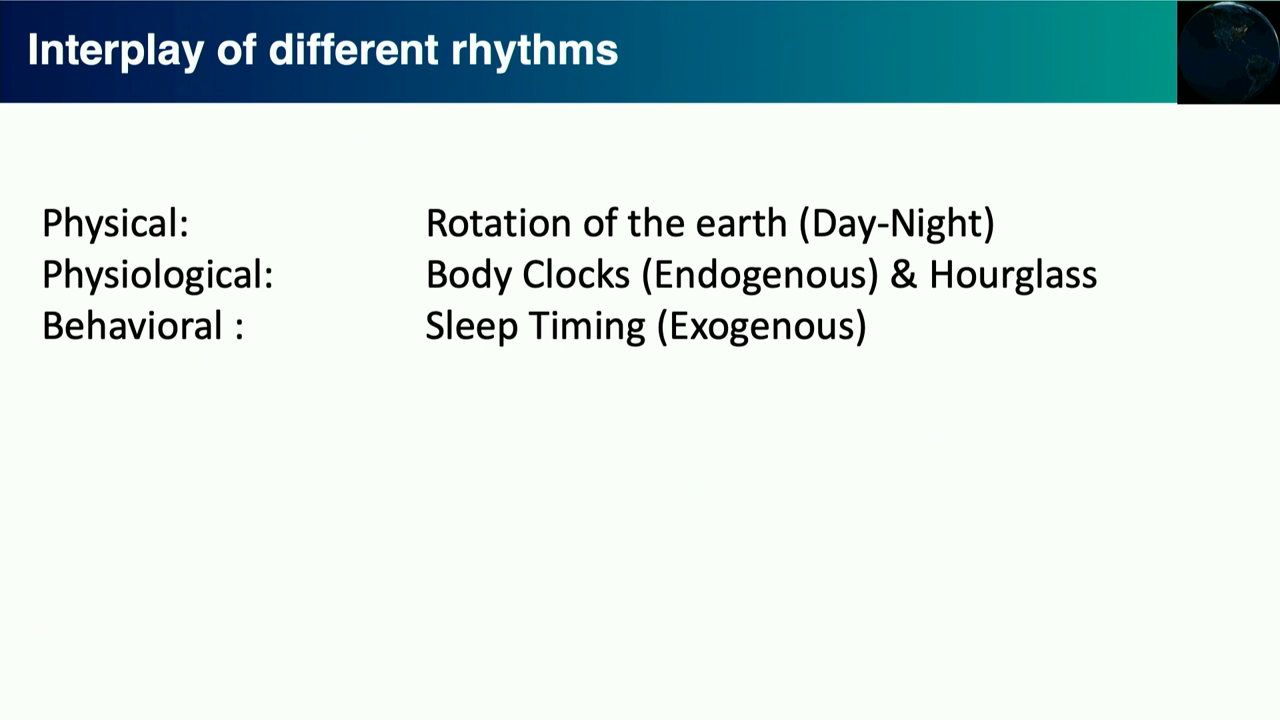 Interplay of different rhythms
Physical: Rotation of the earth (Day-Night)
Physiological: Body Clocks (Endogenous) & Hourglass
Behavioral : Sleep Timing (Exogenous)